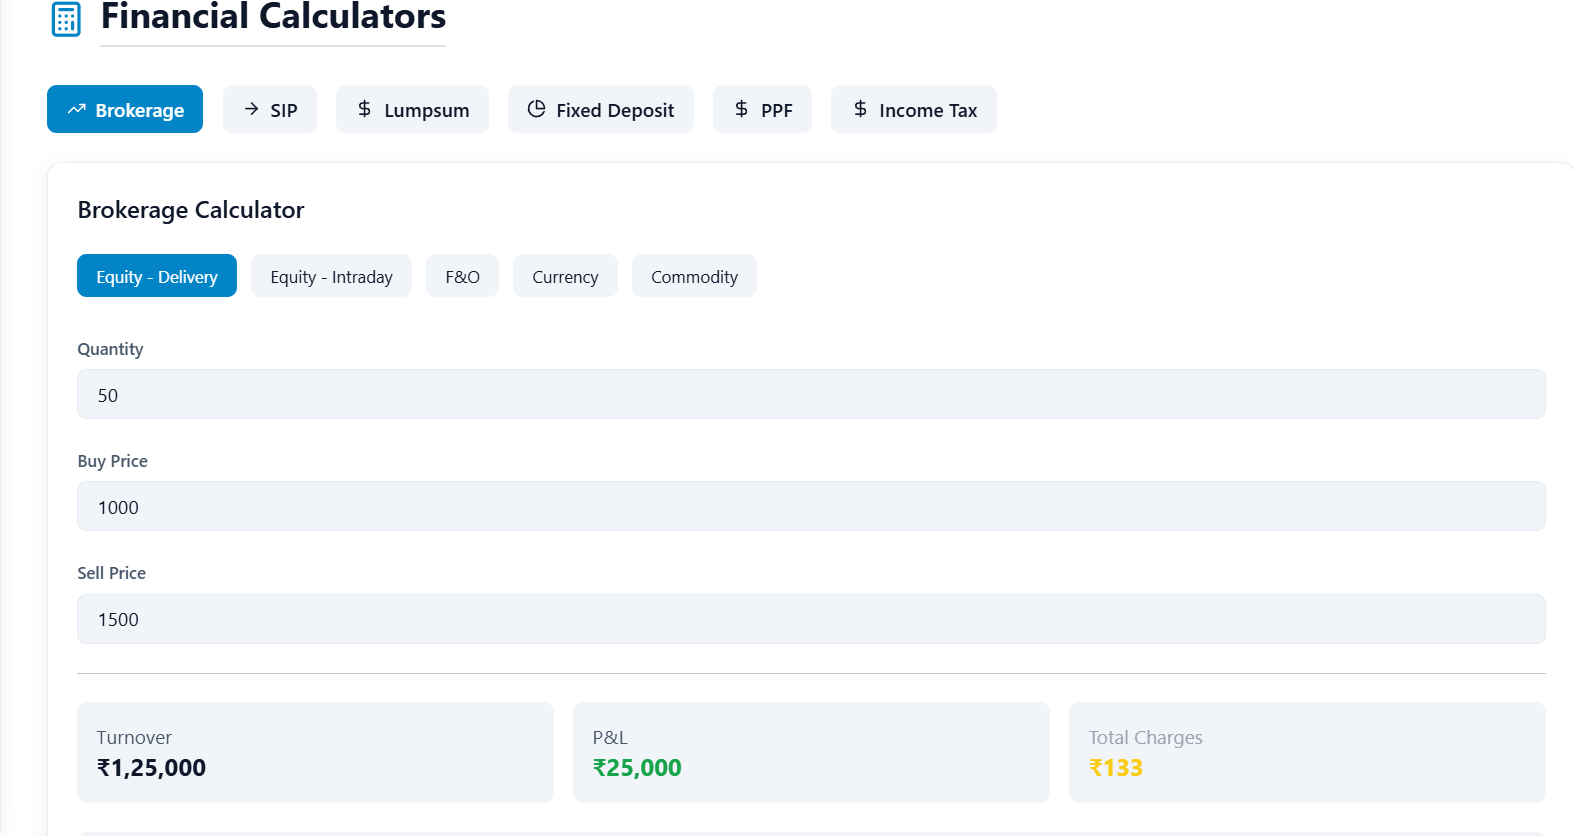 Financial Calculators
Brokerage SIP Lumpsum Fixed Deposit PPF Income Tax
Brokerage Calculator
Equity - Delivery Equity - Intraday F&O Currency Commodity
Quantity
50
Buy Price
1000
Sell Price
1500
Turnover P&L Total Charges
₹1,25,000 ₹25,000 ₹133